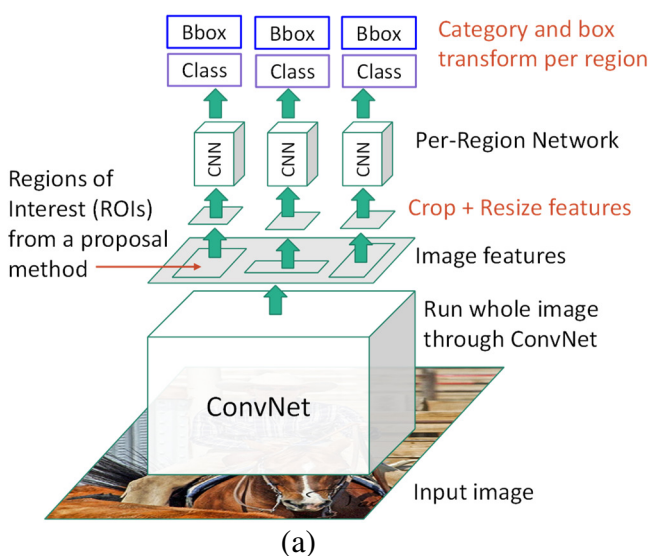 Bbox
Bbox
Bbox
Class
Class
Class
Category and box
transform per region
CNN
CNN
CNN
Per-Region Network
Regions of
Interest (ROIs)
from a proposal
method
Crop + Resize features
Image features
Run whole image
through ConvNet
ConvNet
Input image
(a)